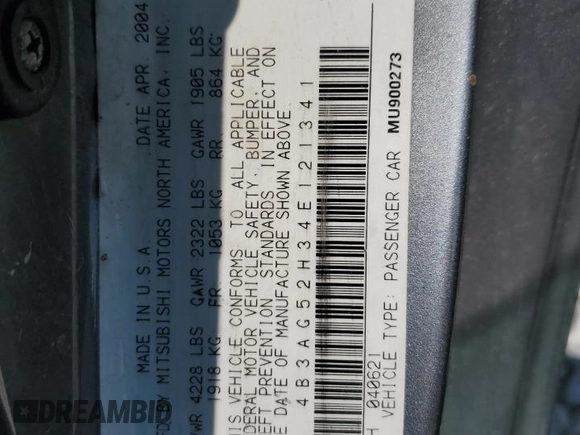 MADE IN U S A DATE APR 2004
MFD BY MITSUBISHI MOTORS NORTH AMERICA, INC.
VWR 4228 LBS GAWR 2322 LBS GAWR 1905 LBS
1918 KG FR 1053 KG RR. 864 KG
IS VEHICLE CONFORMS TO ALL APPLICABLE
DERAL MOTOR VEHICLE SAFETY, BUMPER, AND
EFT PREVENTION STANDARDS IN EFFECT ON
E DATE OF MANUFACTURE SHOWN ABOVE.
4B3AG52H34E121341
H 040621
VEHICLE TYPE: PASSENGER CAR MU900273
DREAMBID